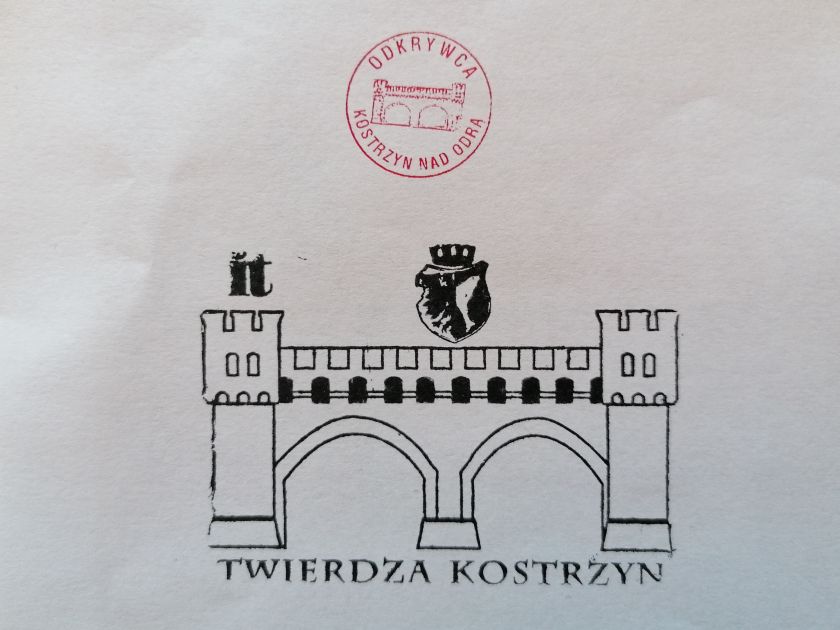 ODKRYWCA
KOSTRZYN NAD ODRĄ
it
TWIERDZA KOSTRZYN